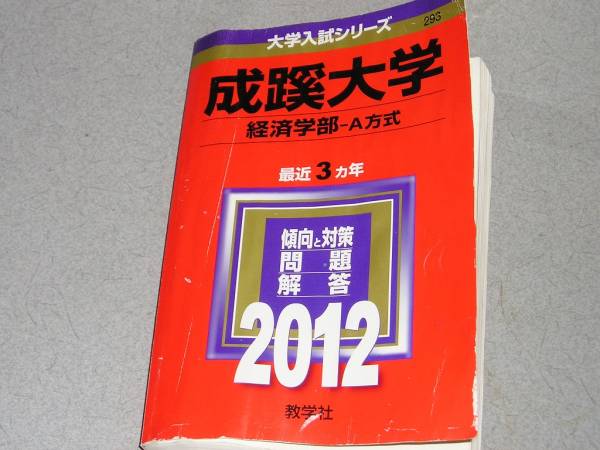 大学入試シリーズ
293
成蹊大学
経済学部-A方式
最近3カ年
傾向と対策
問題
解答
2012
教学社